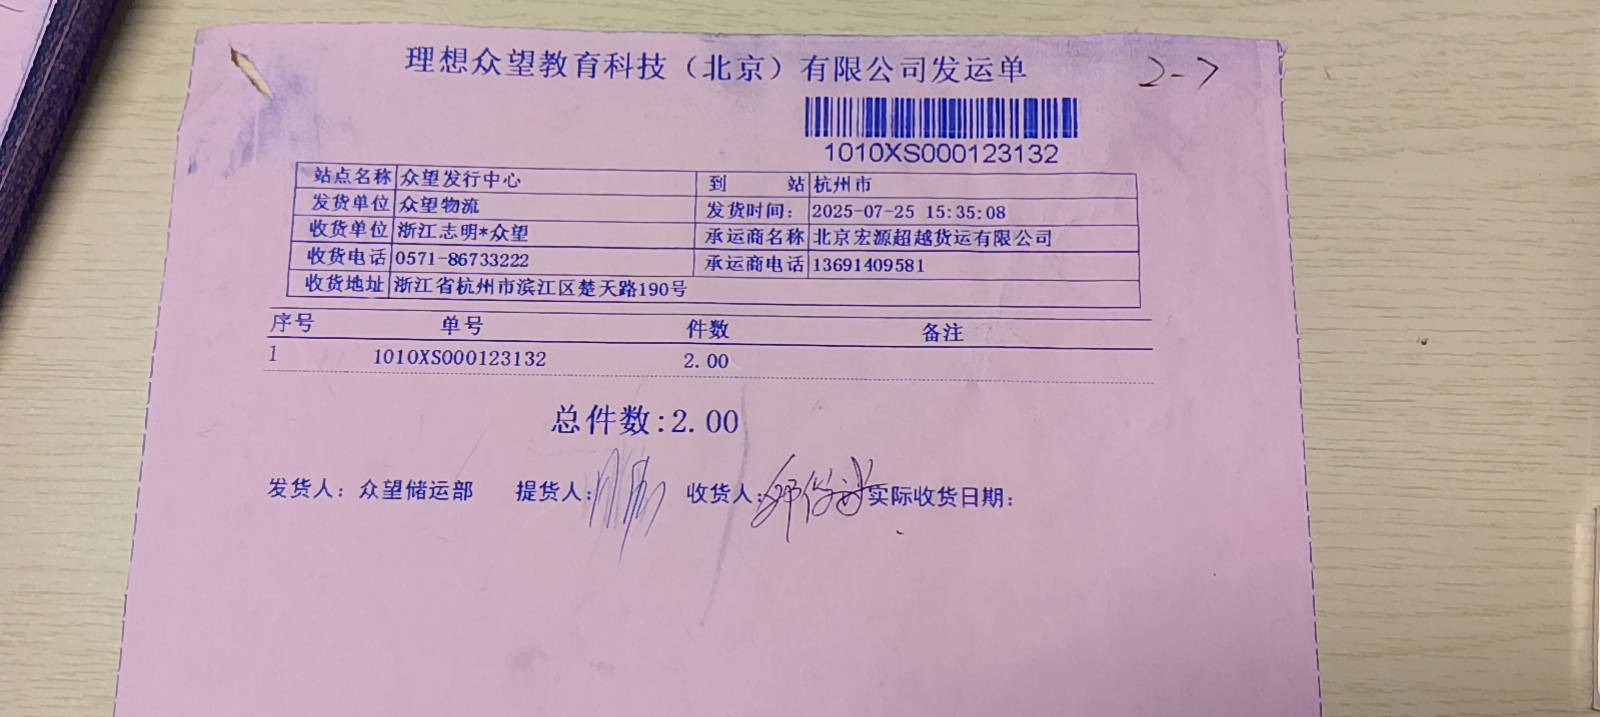 理想众望教育科技（北京）有限公司发运单
2-7
1010XS000123132
站点名称 众望发行中心 到 站 杭州市
发货单位 众望物流 发货时间： 2025-07-25 15:35:08
收货单位 浙江志明*众望 承运商名称 北京宏源超越货运有限公司
收货电话 0571-86733222 承运商电话 13691409581
收货地址 浙江省杭州市滨江区楚天路190号
序号 单号 件数 备注
1 1010XS000123132 2.00
总件数:2.00
发货人：众望储运部 提货人： 收货人： 实际收货日期：